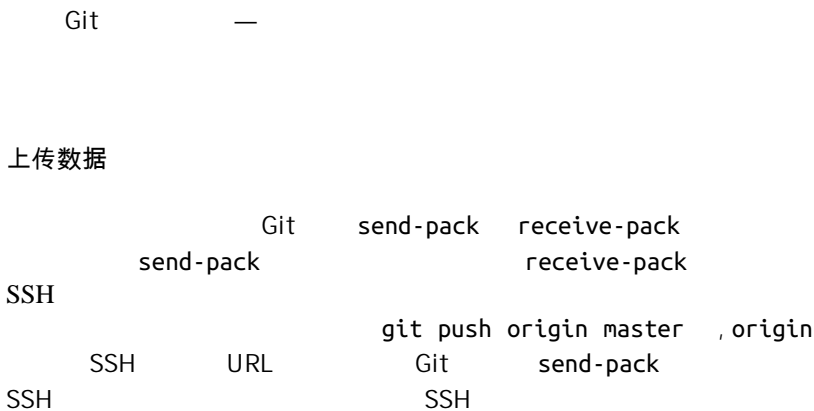 Git —
上传数据
Git send-pack receive-pack
send-pack receive-pack
SSH
git push origin master , origin
SSH URL Git send-pack
SSH SSH